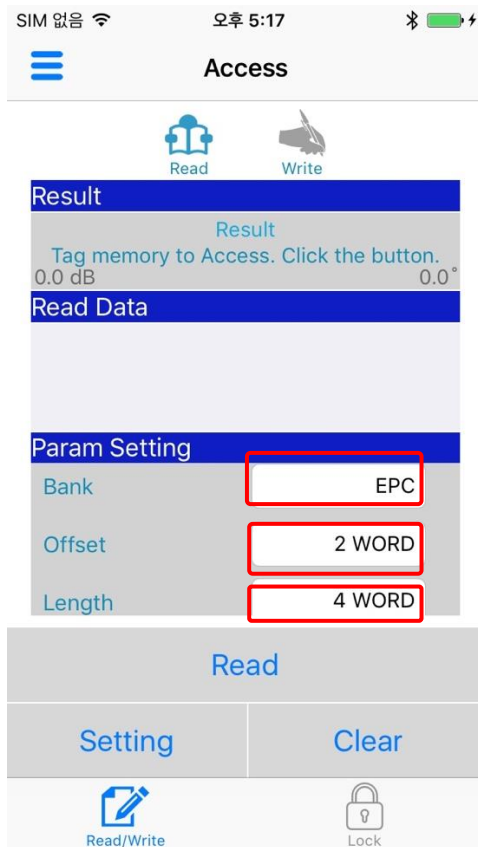 SIM 없음 오후 5:17
Access
Read Write
Result
Result
Tag memory to Access. Click the button.
0.0 dB 0.0°
Read Data
Param Setting
Bank EPC
Offset 2 WORD
Length 4 WORD
Read
Setting Clear
Read/Write Lock